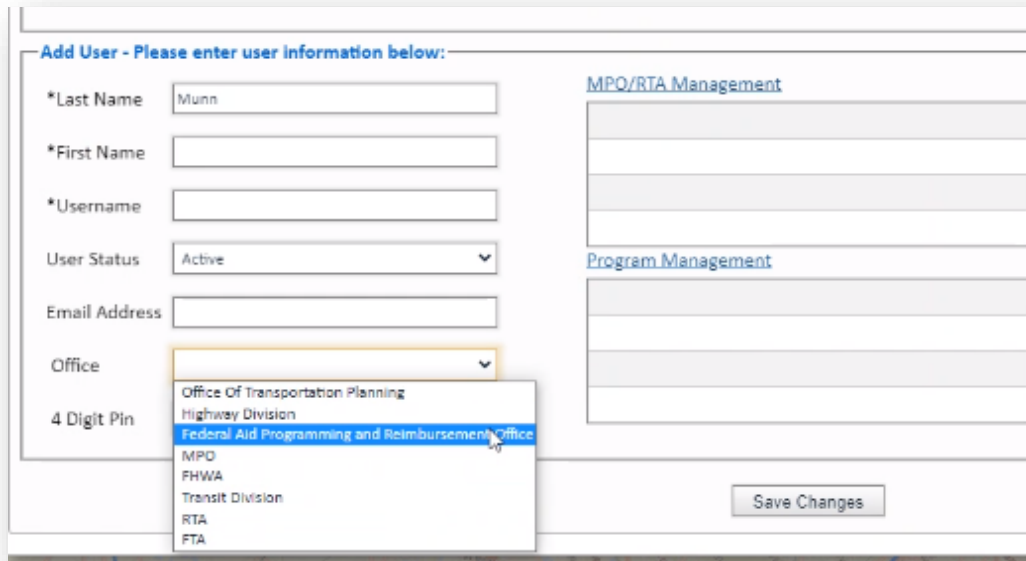 Add User - Please enter user information below:
*Last Name
Munn
*First Name
*Username
User Status
Active
Email Address
Office
Office Of Transportation Planning
Highway Division
Federal Aid Programming and Reimbursement Office
MPO
FHWA
Transit Division
RTA
FTA
4 Digit Pin
MPO/RTA Management
Program Management
Save Changes